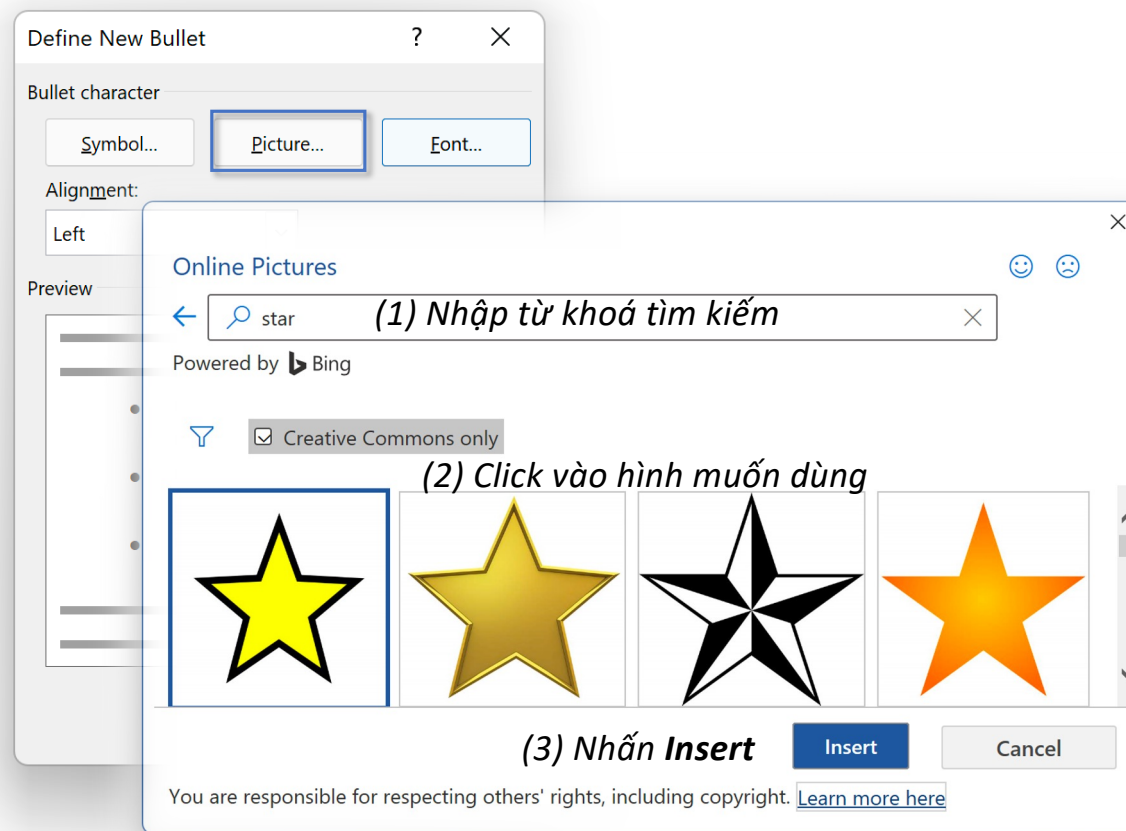 Define New Bullet ?
Bullet character
Symbol... Picture... Font...
Alignment:
Left
Preview
Online Pictures
star (1) Nhập từ khoá tìm kiếm
Powered by Bing
Creative Commons only
(2) Click vào hình muốn dùng
(3) Nhấn Insert Insert Cancel
You are responsible for respecting others' rights, including copyright. Learn more here